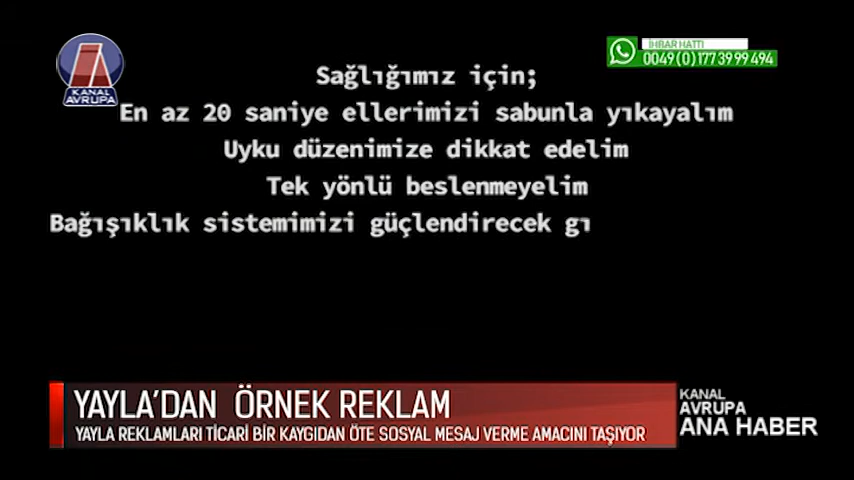 KANAL
AVRUPA
İHBAR HATTI
0049 (0) 177 39 99 494
Sağlığımız için;
En az 20 saniye ellerimizi sabunla yıkayalım
Uyku düzenimize dikkat edelim
Tek yönlü beslenmeyelim
Bağışıklık sistemimizi güçlendirecek gı
YAYLA'DAN ÖRNEK REKLAM
YAYLA REKLAMLARI TİCARİ BİR KAYGIDAN ÖTE SOSYAL MESAJ VERME AMACINI TAŞIYOR
KANAL
AVRUPA
ANA HABER